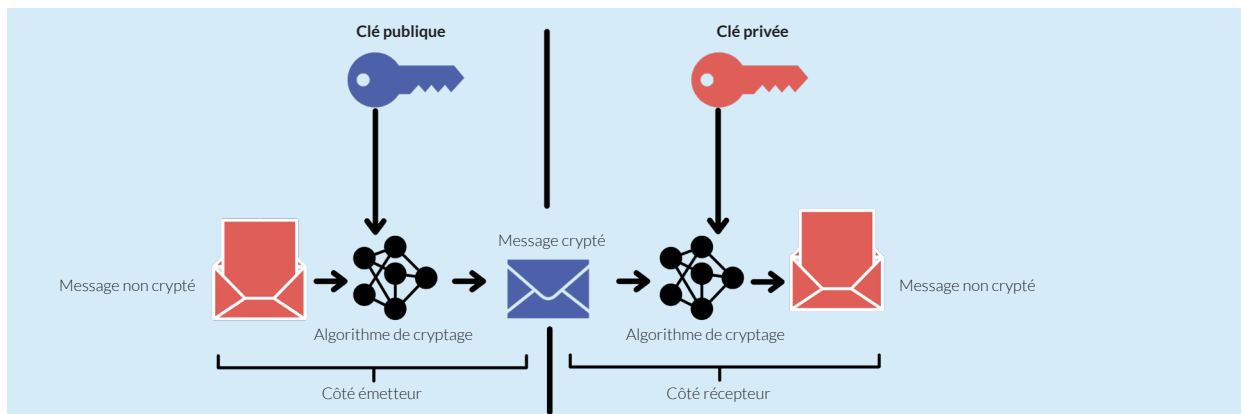 Clé publique
Clé privée
Message crypté
Message non crypté
Message non crypté
Algorithme de cryptage
Algorithme de cryptage
Côté émetteur
Côté récepteur